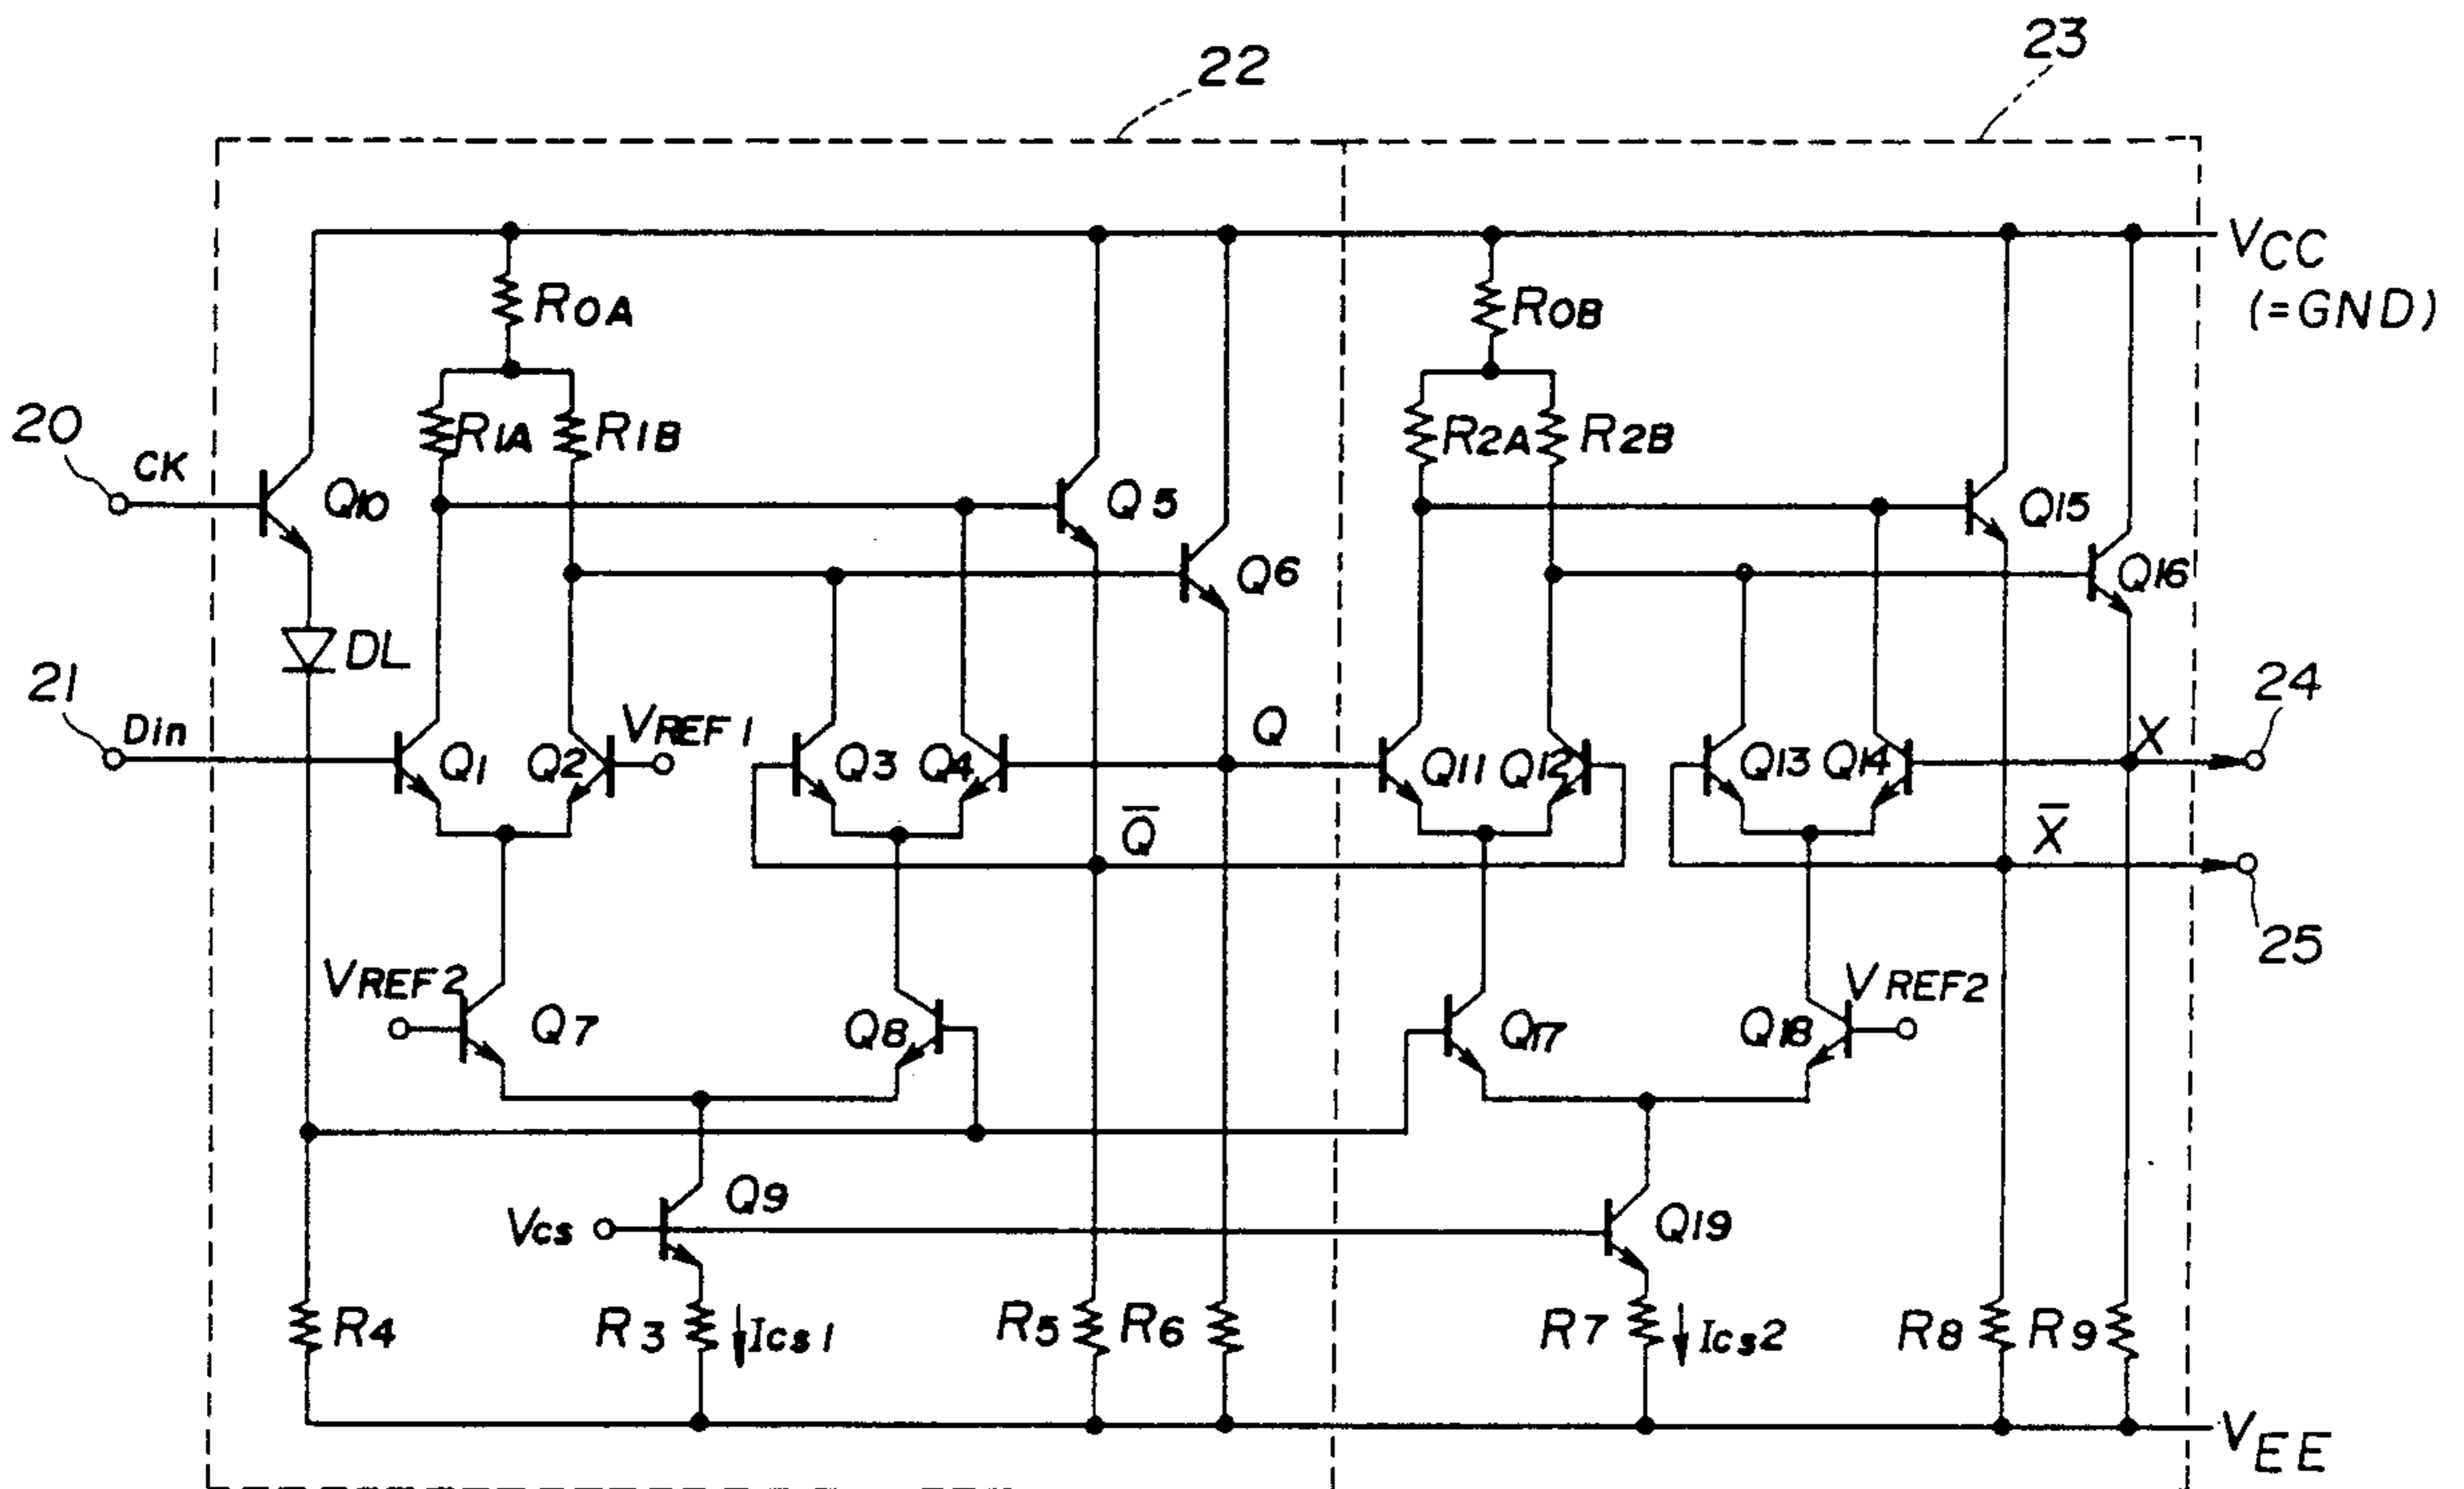 22
23
VCC
(=GND)
R0A
R0B
20
CK
Q10
R1A
R1B
Q5
Q6
R2A
R2B
Q15
Q16
DL
21
Din
Q1
Q2
VREF1
Q3
Q4
Q
Q̅
Q11
Q12
Q13
Q14
X
X̅
24
25
VREF2
Q7
Q8
Q17
Q18
VREF2
Vcs
Q9
Q19
R4
R3
Ics1
R5
R6
R7
Ics2
R8
R9
VEE